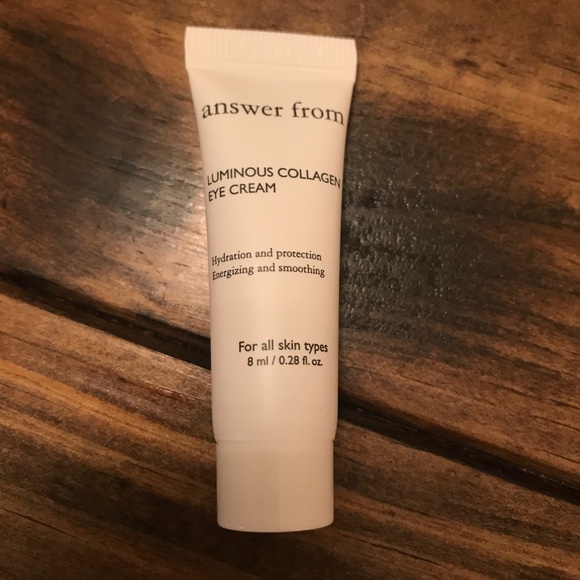 answer from
LUMINOUS COLLAGEN
EYE CREAM
Hydration and protection
Energizing and smoothing
For all skin types
8 ml / 0.28 fl. oz.